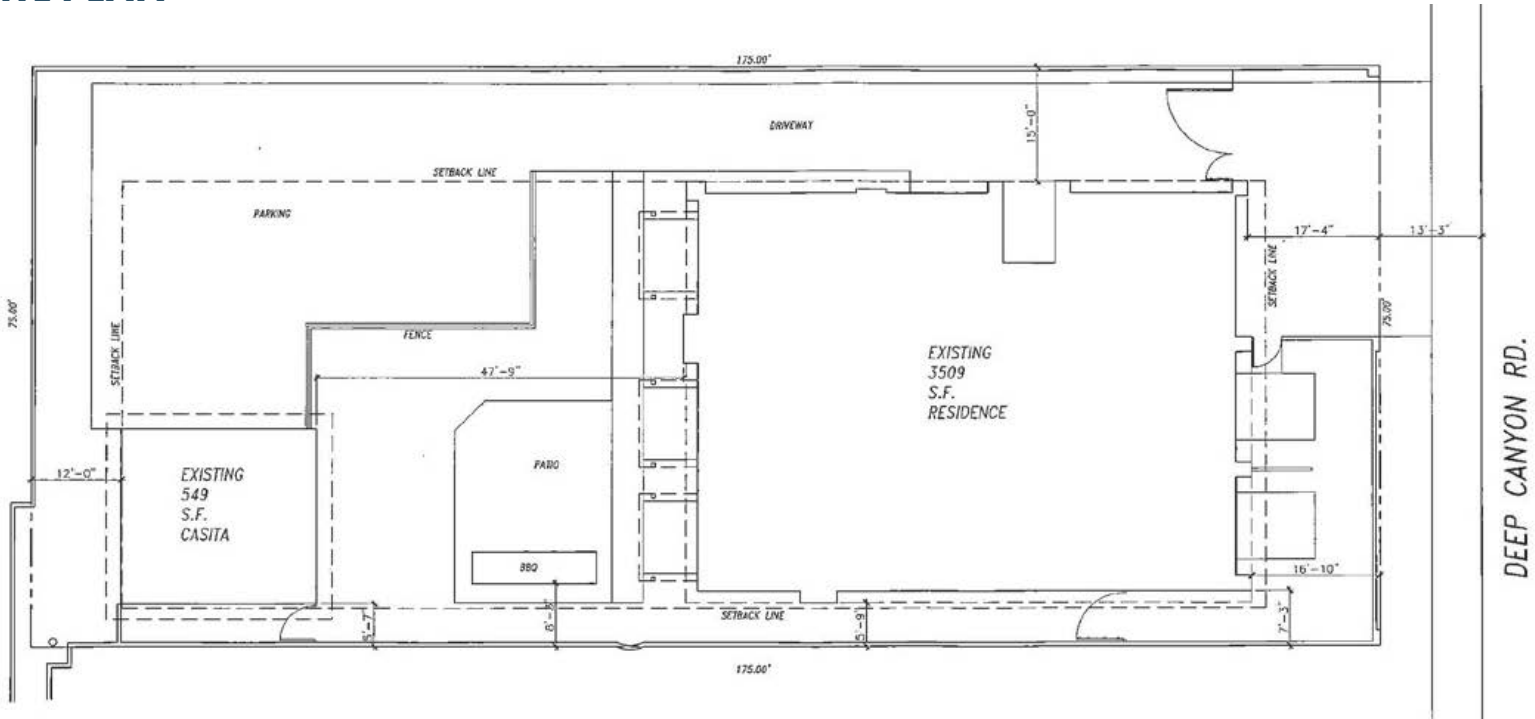 175.00'
DRIVEWAY
15'-0"
SETBACK LINE
PARKING
17'-4"
13'-3"
SETBACK LINE
75.00'
75.00'
SETBACK LINE
FENCE
47'-9"
EXISTING
3509
S.F.
RESIDENCE
DEEP CANYON RD.
12'-0"
EXISTING
549
S.F.
CASITA
PATIO
BBQ
16'-10"
SETBACK LINE
5'-9"
7'-3"
175.00'